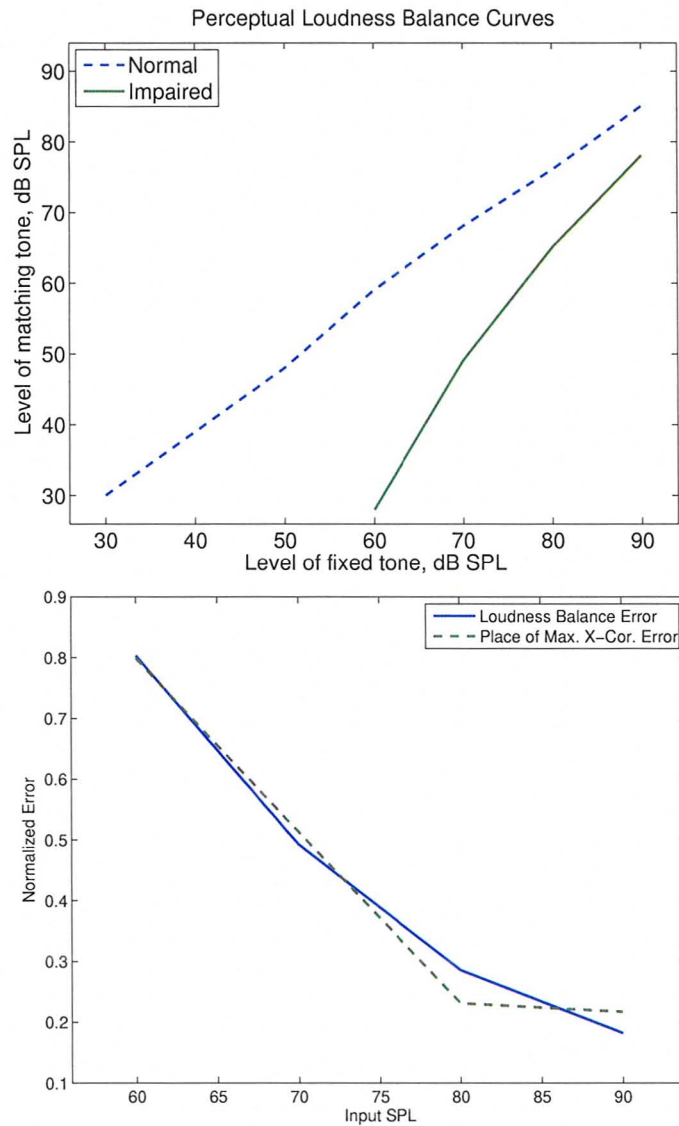 Perceptual Loudness Balance Curves
Normal
Impaired
90
80
70
60
50
40
30
Level of matching tone, dB SPL
30 40 50 60 70 80 90
Level of fixed tone, dB SPL
0.9
0.8
0.7
0.6
0.5
0.4
0.3
0.2
0.1
Normalized Error
Loudness Balance Error
Place of Max. X-Cor. Error
60 65 70 75 80 85 90
Input SPL